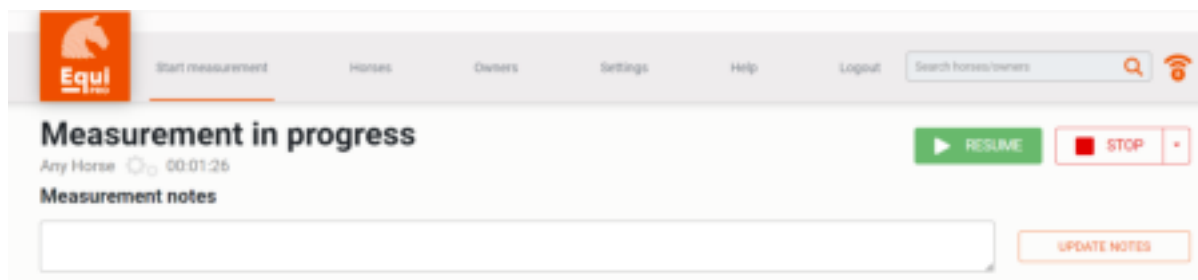 Equi
PRO
Start measurement Horses Owners Settings Help Logout Search horses/owners
Measurement in progress
RESUME STOP
Any Horse 00:01:26
Measurement notes
UPDATE NOTES